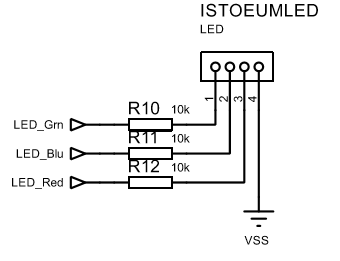 ISTOEUMLED
LED
1 2 3 4
R10 10k
LED_Grn
R11 10k
LED_Blu
R12 10k
LED_Red
VSS